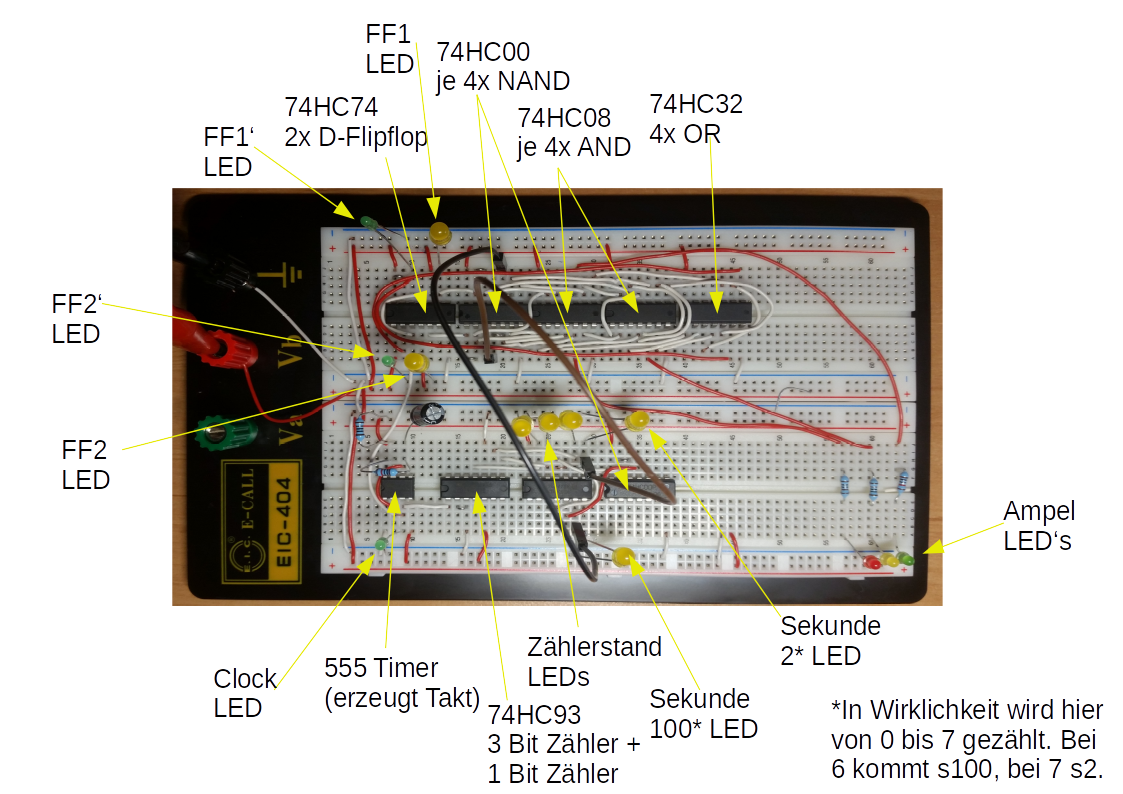 FF1
LED
74HC00
je 4x NAND
74HC74
2x D-Flipflop
74HC08
je 4x AND
74HC32
4x OR
FF1‘
LED
FF2‘
LED
FF2
LED
Va
E.I.C.
E-CALL
EIC-404
Ampel
LED‘s
Clock
LED
555 Timer
(erzeugt Takt)
74HC93
3 Bit Zähler +
1 Bit Zähler
Zählerstand
LEDs
Sekunde
100* LED
Sekunde
2* LED
*In Wirklichkeit wird hier
von 0 bis 7 gezählt. Bei
6 kommt s100, bei 7 s2.